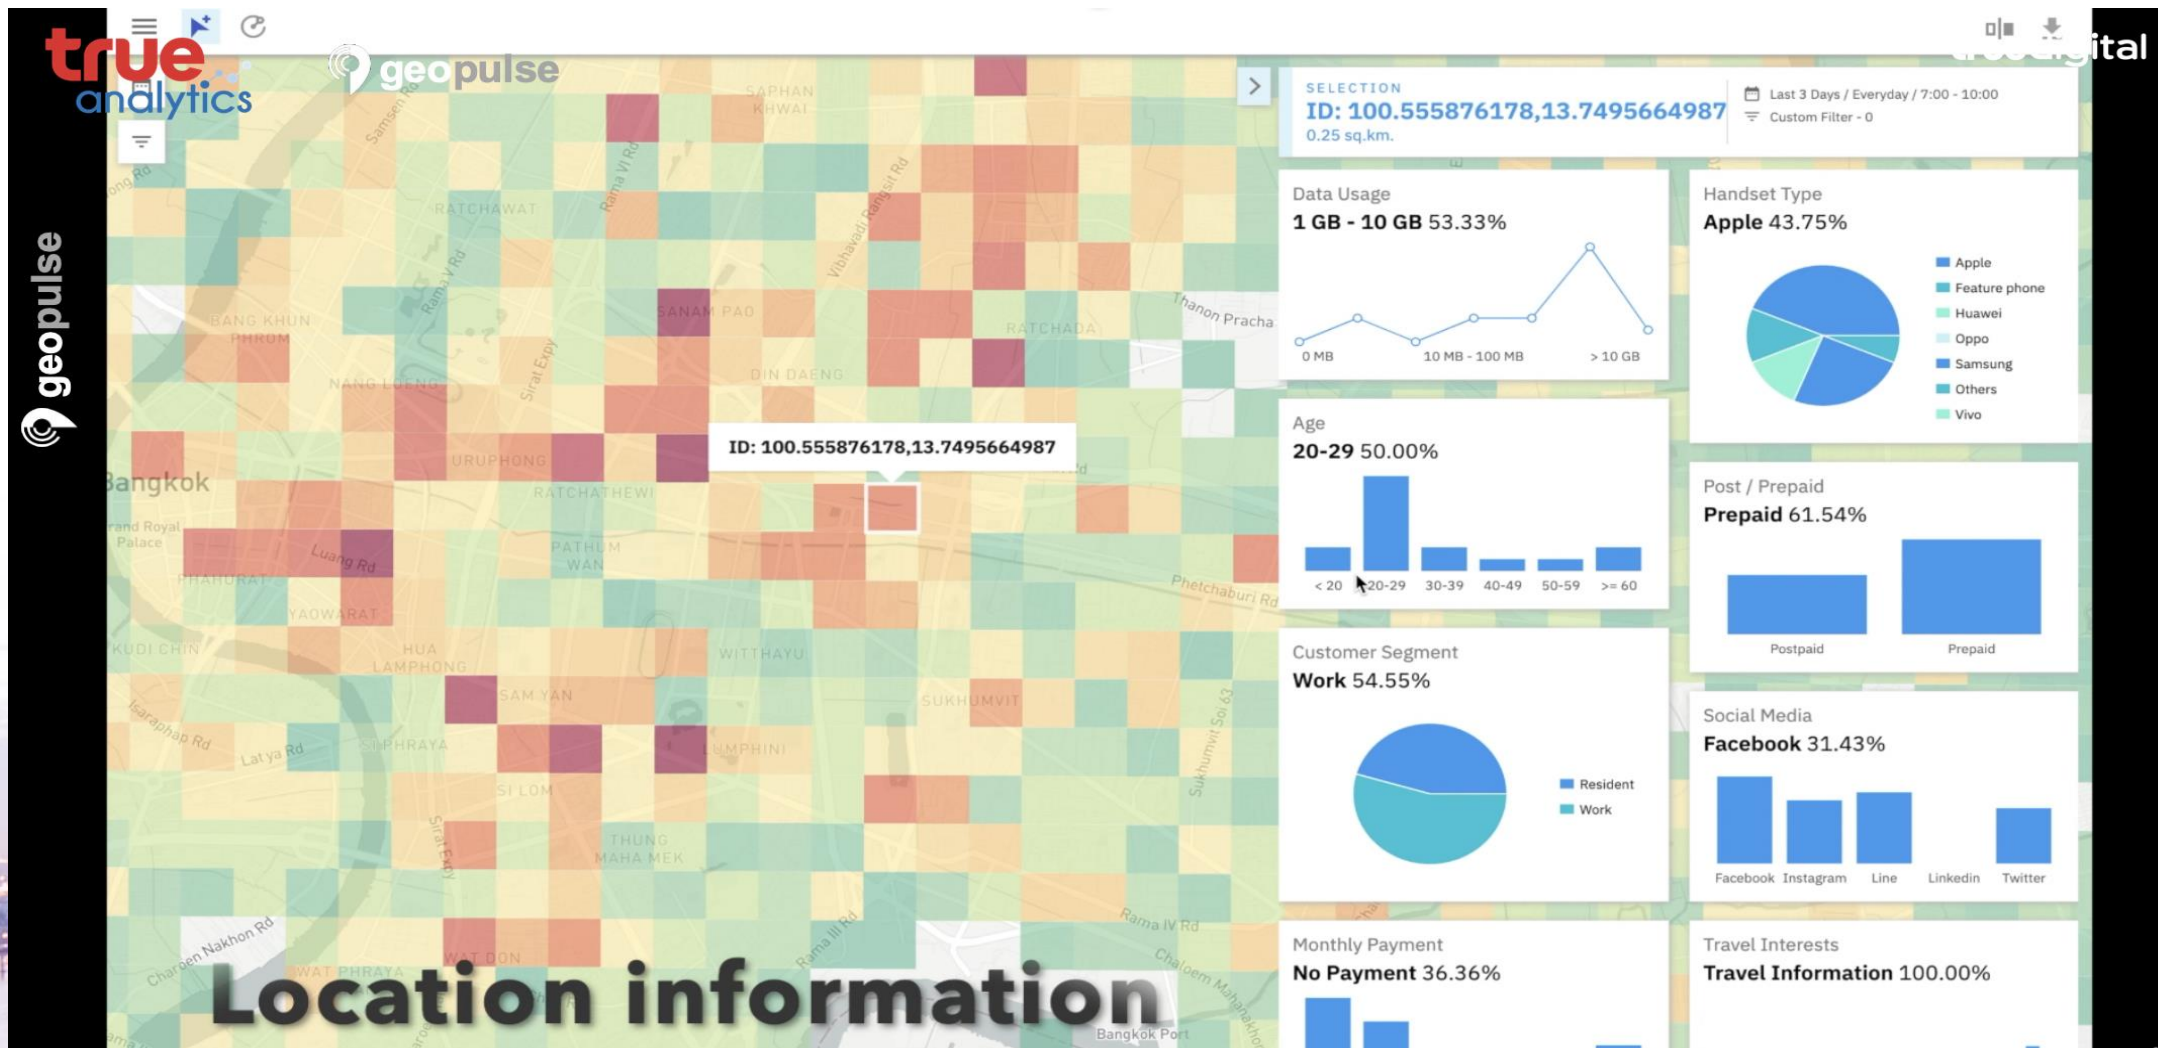 true
analytics
geopulse
geopulse
ital
SELECTION
ID: 100.555876178,13.7495664987
0.25 sq.km.
Last 3 Days / Everyday / 7:00 - 10:00
Custom Filter - 0
Data Usage
1 GB - 10 GB 53.33%
0 MB
10 MB - 100 MB
> 10 GB
Handset Type
Apple 43.75%
Apple
Feature phone
Huawei
Oppo
Samsung
Others
Vivo
Age
20-29 50.00%
< 20
20-29
30-39
40-49
50-59
>= 60
Post / Prepaid
Prepaid 61.54%
Postpaid
Prepaid
Customer Segment
Work 54.55%
Resident
Work
Social Media
Facebook 31.43%
Facebook
Instagram
Line
Linkedin
Twitter
Monthly Payment
No Payment 36.36%
Travel Interests
Travel Information 100.00%
ID: 100.555876178,13.7495664987
SAPHAN
KHWAI
Samsen Rd
Rama VI Rd
Vibhavadi Rangsit Rd
RATCHAWAT
Rama V Rd
BANG KHUN
PHROM
SANAM PAO
RATCHADA
Thanon Pracha
NANG LOENG
Sirat Expy
DIN DAENG
URUPHONG
RATCHATHEWI
Bangkok
rand Royal
Palace
Luang Rd
PATHUM
WAN
PHAHURAT
YAOWARAT
Phetchaburi Rd
KUDI CHIN
HUA
LAMPHONG
WITTHAYU
SAM YAN
SUKHUMVIT
Isaraphap Rd
Lat ya Rd
SI PHRAYA
LUMPHINI
Sukhumvit Soi 63
SI LOM
Sirat Expy
THUNG
MAHA MEK
Charoen Nakhon Rd
WAT PHRAYA
WAT DON
Rama III Rd
Rama IV Rd
Bangkok Port
Location information